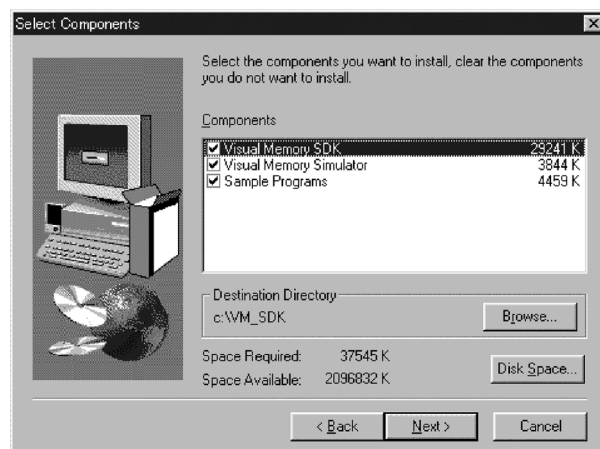 Select Components
Select the components you want to install, clear the components
you do not want to install.
Components
Visual Memory SDK 29241 K
Visual Memory Simulator 3844 K
Sample Programs 4459 K
Destination Directory
c:\VM_SDK
Browse...
Space Required: 37545 K
Space Available: 2096832 K
Disk Space...
< Back
Next >
Cancel